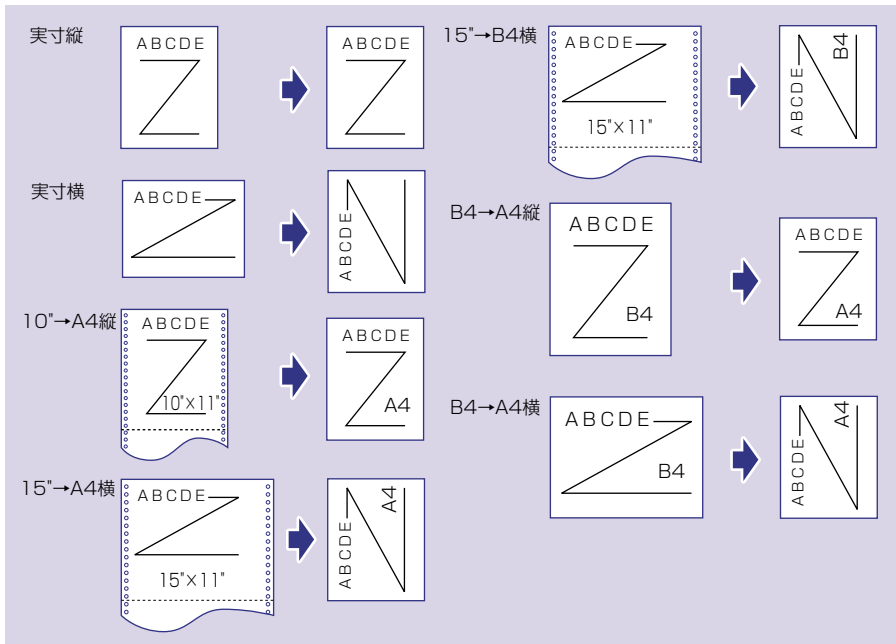 実寸縦
ABCDE
ABCDE
実寸横
ABCDE
ABCDE
10"→A4縦
ABCDE
10"×11"
ABCDE
A4
15"→A4横
ABCDE
15"×11"
ABCDE
A4
15"→B4横
ABCDE
15"×11"
ABCDE
B4
B4→A4縦
ABCDE
B4
ABCDE
A4
B4→A4横
ABCDE
B4
ABCDE
A4